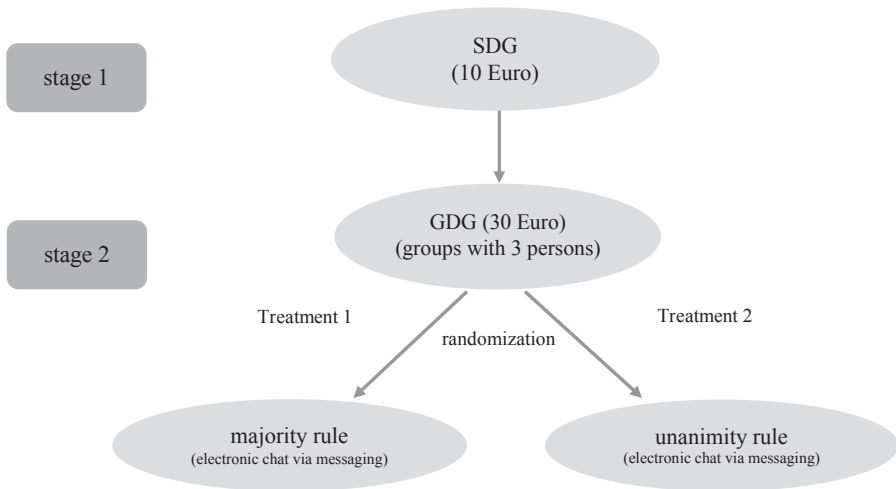 SDG
(10 Euro)
stage 1
GDG (30 Euro)
(groups with 3 persons)
stage 2
Treatment 1
Treatment 2
randomization
majority rule
(electronic chat via messaging)
unanimity rule
(electronic chat via messaging)